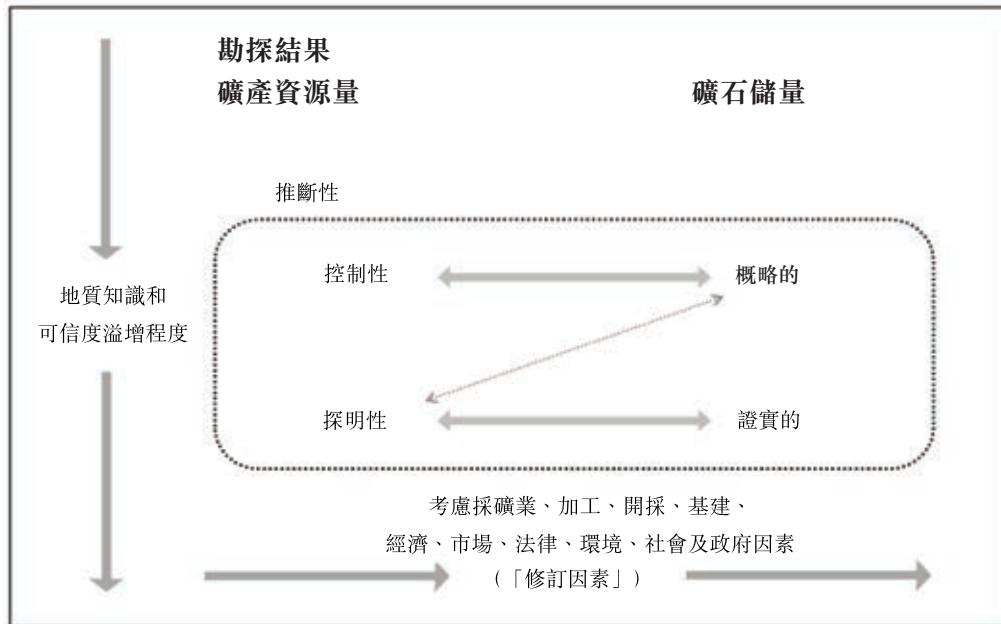 勘探結果
礦產資源量
礦石儲量
推斷性
控制性
概略的
地質知識和
可信度溢增程度
探明性
證實的
考慮採礦業、加工、開採、基建、
經濟、市場、法律、環境、社會及政府因素
(「修訂因素」)